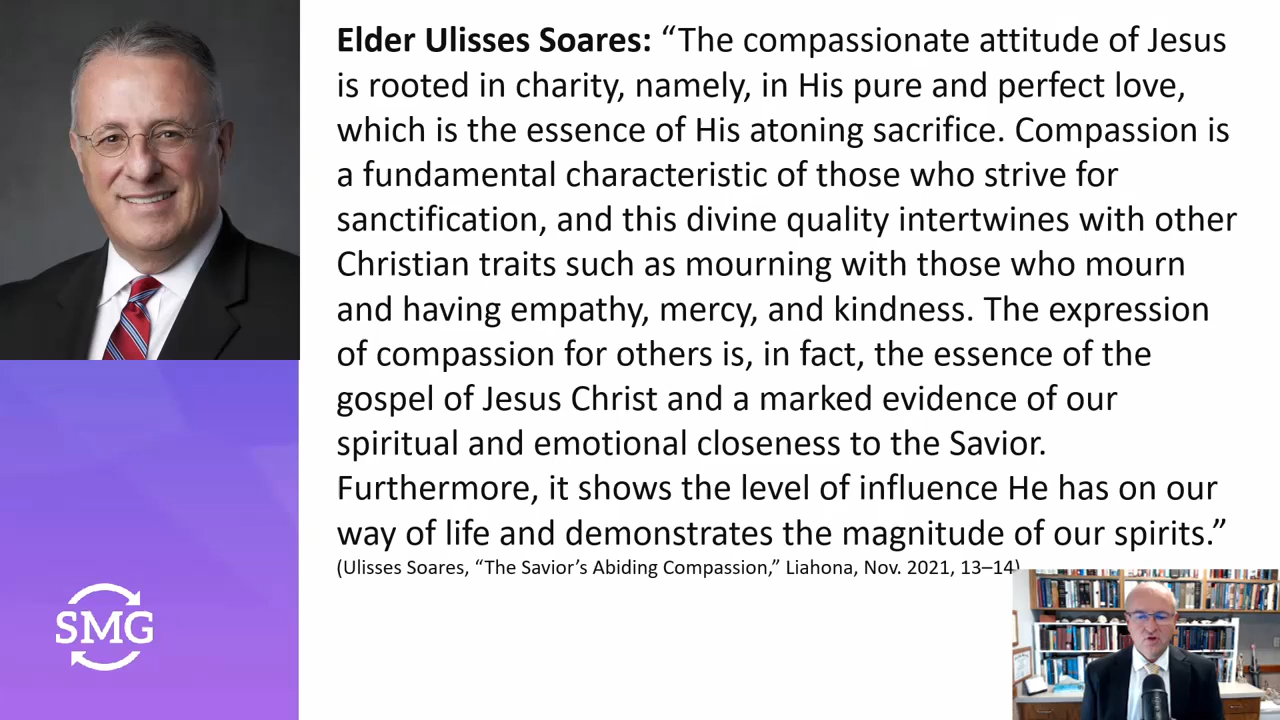 Elder Ulisses Soares: “The compassionate attitude of Jesus
is rooted in charity, namely, in His pure and perfect love,
which is the essence of His atoning sacrifice. Compassion is
a fundamental characteristic of those who strive for
sanctification, and this divine quality intertwines with other
Christian traits such as mourning with those who mourn
and having empathy, mercy, and kindness. The expression
of compassion for others is, in fact, the essence of the
gospel of Jesus Christ and a marked evidence of our
spiritual and emotional closeness to the Savior.
Furthermore, it shows the level of influence He has on our
way of life and demonstrates the magnitude of our spirits.”
(Ulisses Soares, “The Savior’s Abiding Compassion,” Liahona, Nov. 2021, 13–14)
SMG